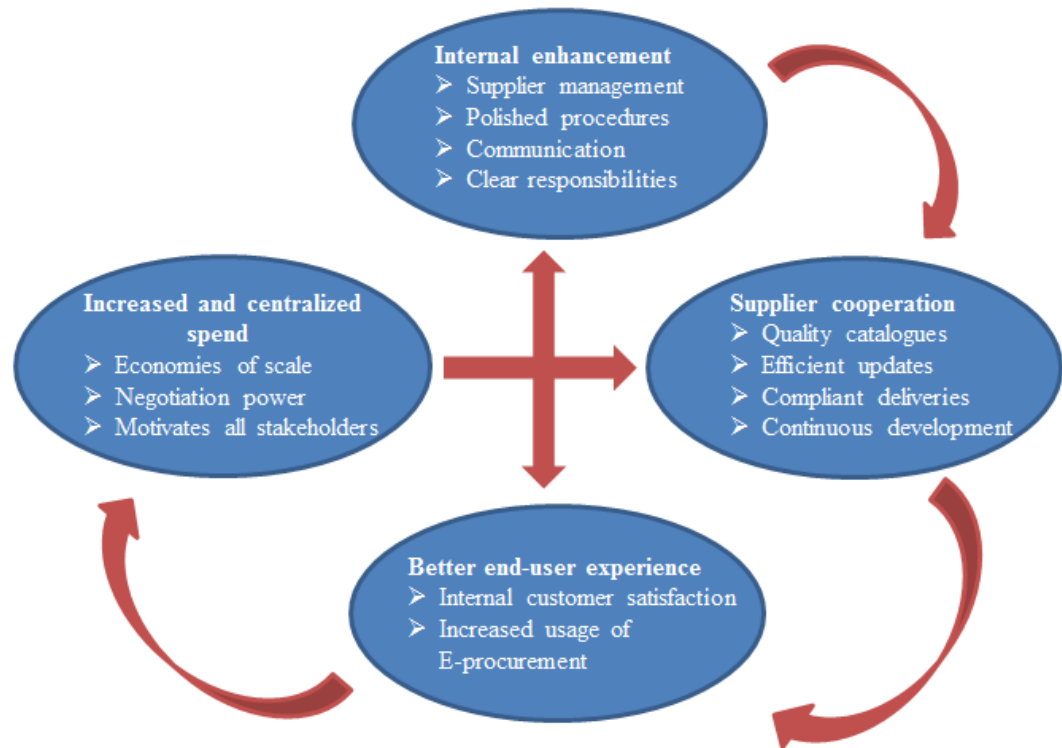 Internal enhancement
➢ Supplier management
➢ Polished procedures
➢ Communication
➢ Clear responsibilities
Increased and centralized
spend
➢ Economies of scale
➢ Negotiation power
➢ Motivates all stakeholders
Supplier cooperation
➢ Quality catalogues
➢ Efficient updates
➢ Compliant deliveries
➢ Continuous development
Better end-user experience
➢ Internal customer satisfaction
➢ Increased usage of
E-procurement